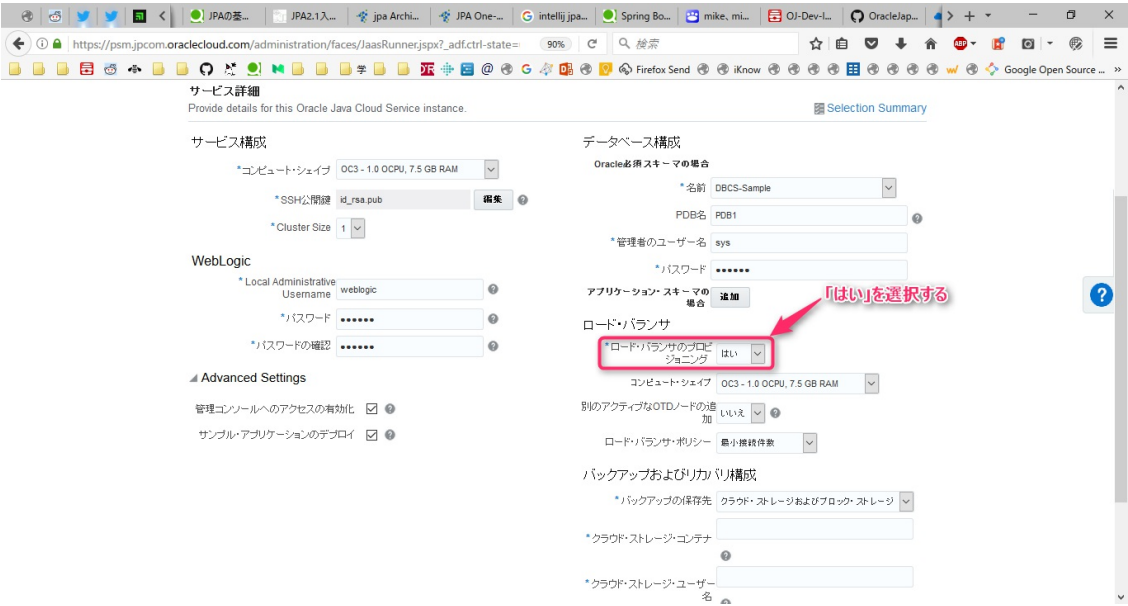 JPAの基...
JPA2.1入...
jpa Archi...
JPA One-...
intellij jpa...
Spring Bo...
mike、mi...
OJ-Dev-I...
OracleJap...
https://psm.jpcom.oraclecloud.com/administration/faces/JaasRunner.jspx?_adf.ctrl-state=
90%
検索
Firefox Send
iKnow
Google Open Source ...
サービス詳細
Provide details for this Oracle Java Cloud Service instance.
Selection Summary
サービス構成
*コンピュート・シェイプ OC3 - 1.0 OCPU, 7.5 GB RAM
*SSH公開鍵 id_rsa.pub 編集
*Cluster Size 1
WebLogic
*Local Administrative
Username weblogic
*パスワード ••••••
*パスワードの確認 ••••••
Advanced Settings
管理コンソールへのアクセスの有効化
サンプル・アプリケーションのデプロイ
データベース構成
Oracle必須スキーマの場合
*名前 DBCS-Sample
PDB名 PDB1
*管理者のユーザー名 sys
*パスワード ••••••
アプリケーション・スキーマの
場合 追加
「はい」を選択する
ロード・バランサ
*ロード・バランサのプロビ
ジョニング はい
コンピュート・シェイプ OC3 - 1.0 OCPU, 7.5 GB RAM
別のアクティブなOTDノードの追
加 いいえ
ロード・バランサ・ポリシー 最小接続件数
バックアップおよびリカバリ構成
*バックアップの保存先 クラウド・ストレージおよびブロック・ストレージ
*クラウド・ストレージ・コンテナ
*クラウド・ストレージ・ユーザー
名